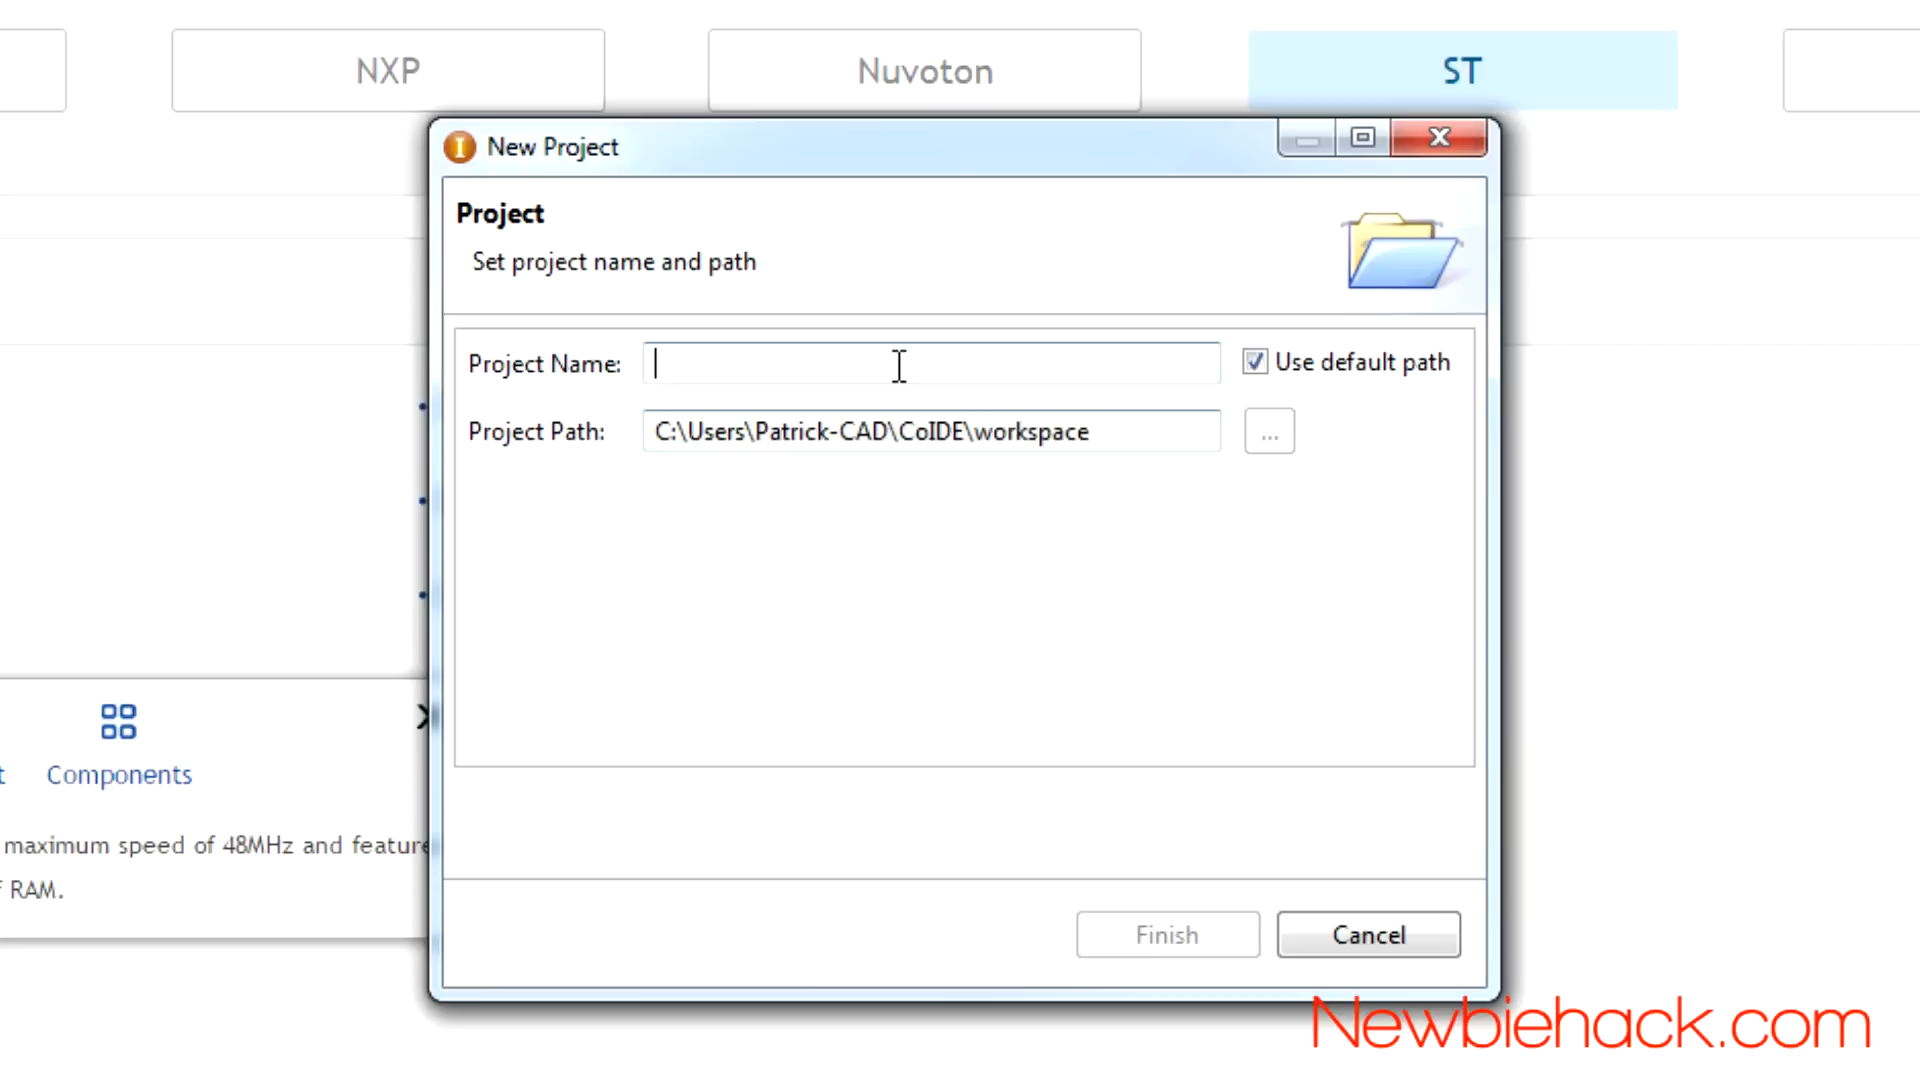 NXP
Nuvoton
ST
New Project
Project
Set project name and path
Project Name:
Use default path
Project Path:
C:\Users\Patrick-CAD\CoIDE\workspace
...
Components
maximum speed of 48MHz and feature
RAM.
Finish
Cancel
Newbiehack.com